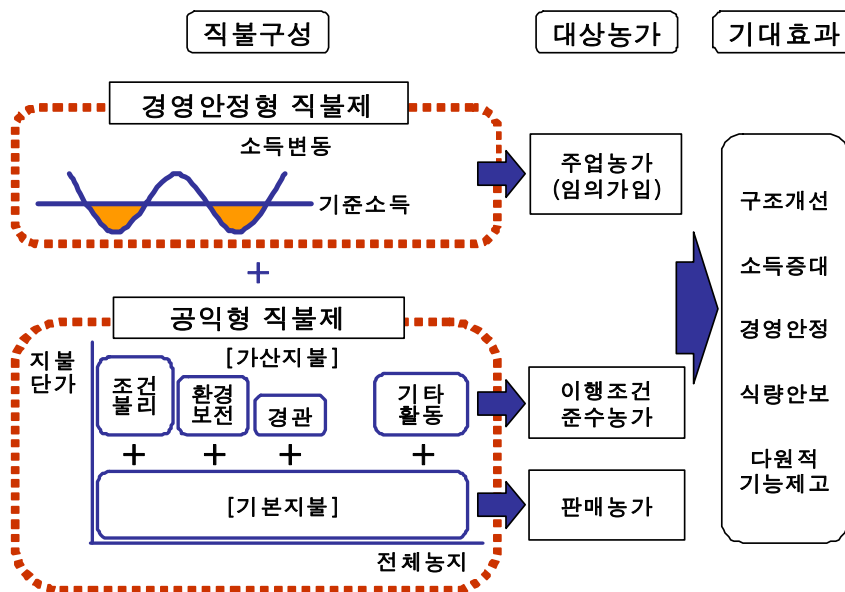 직불구성
대상농가
기대효과
경영안정형 직불제
소득변동
기준소득
주업농가
(임의가입)
+
공익형 직불제
지불
단가
[가산지불]
조건
불리
환경
보전
경관
기타
활동
+ + + +
[기본지불]
전체농지
이행조건
준수농가
판매농가
구조개선
소득증대
경영안정
식량안보
다원적
기능제고